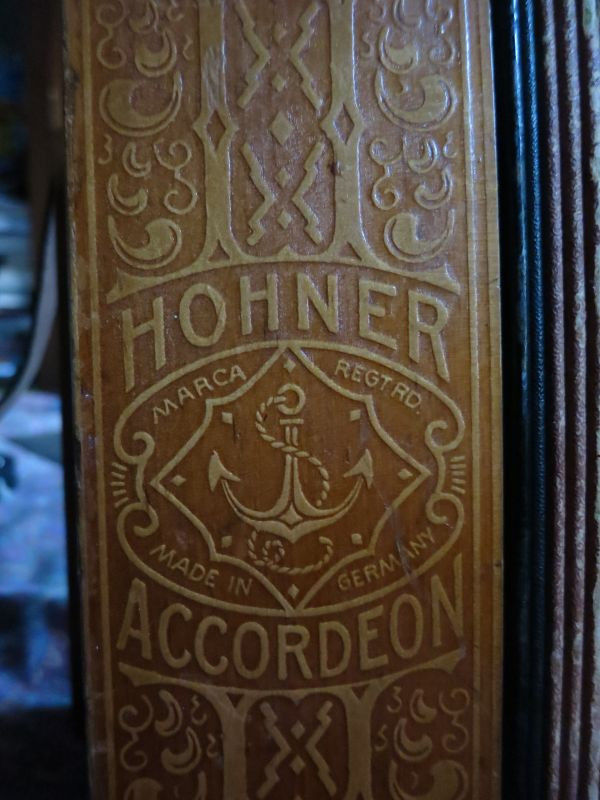 HOHNER
MARCA REGTRD.
MADE IN GERMANY
ACCORDEON